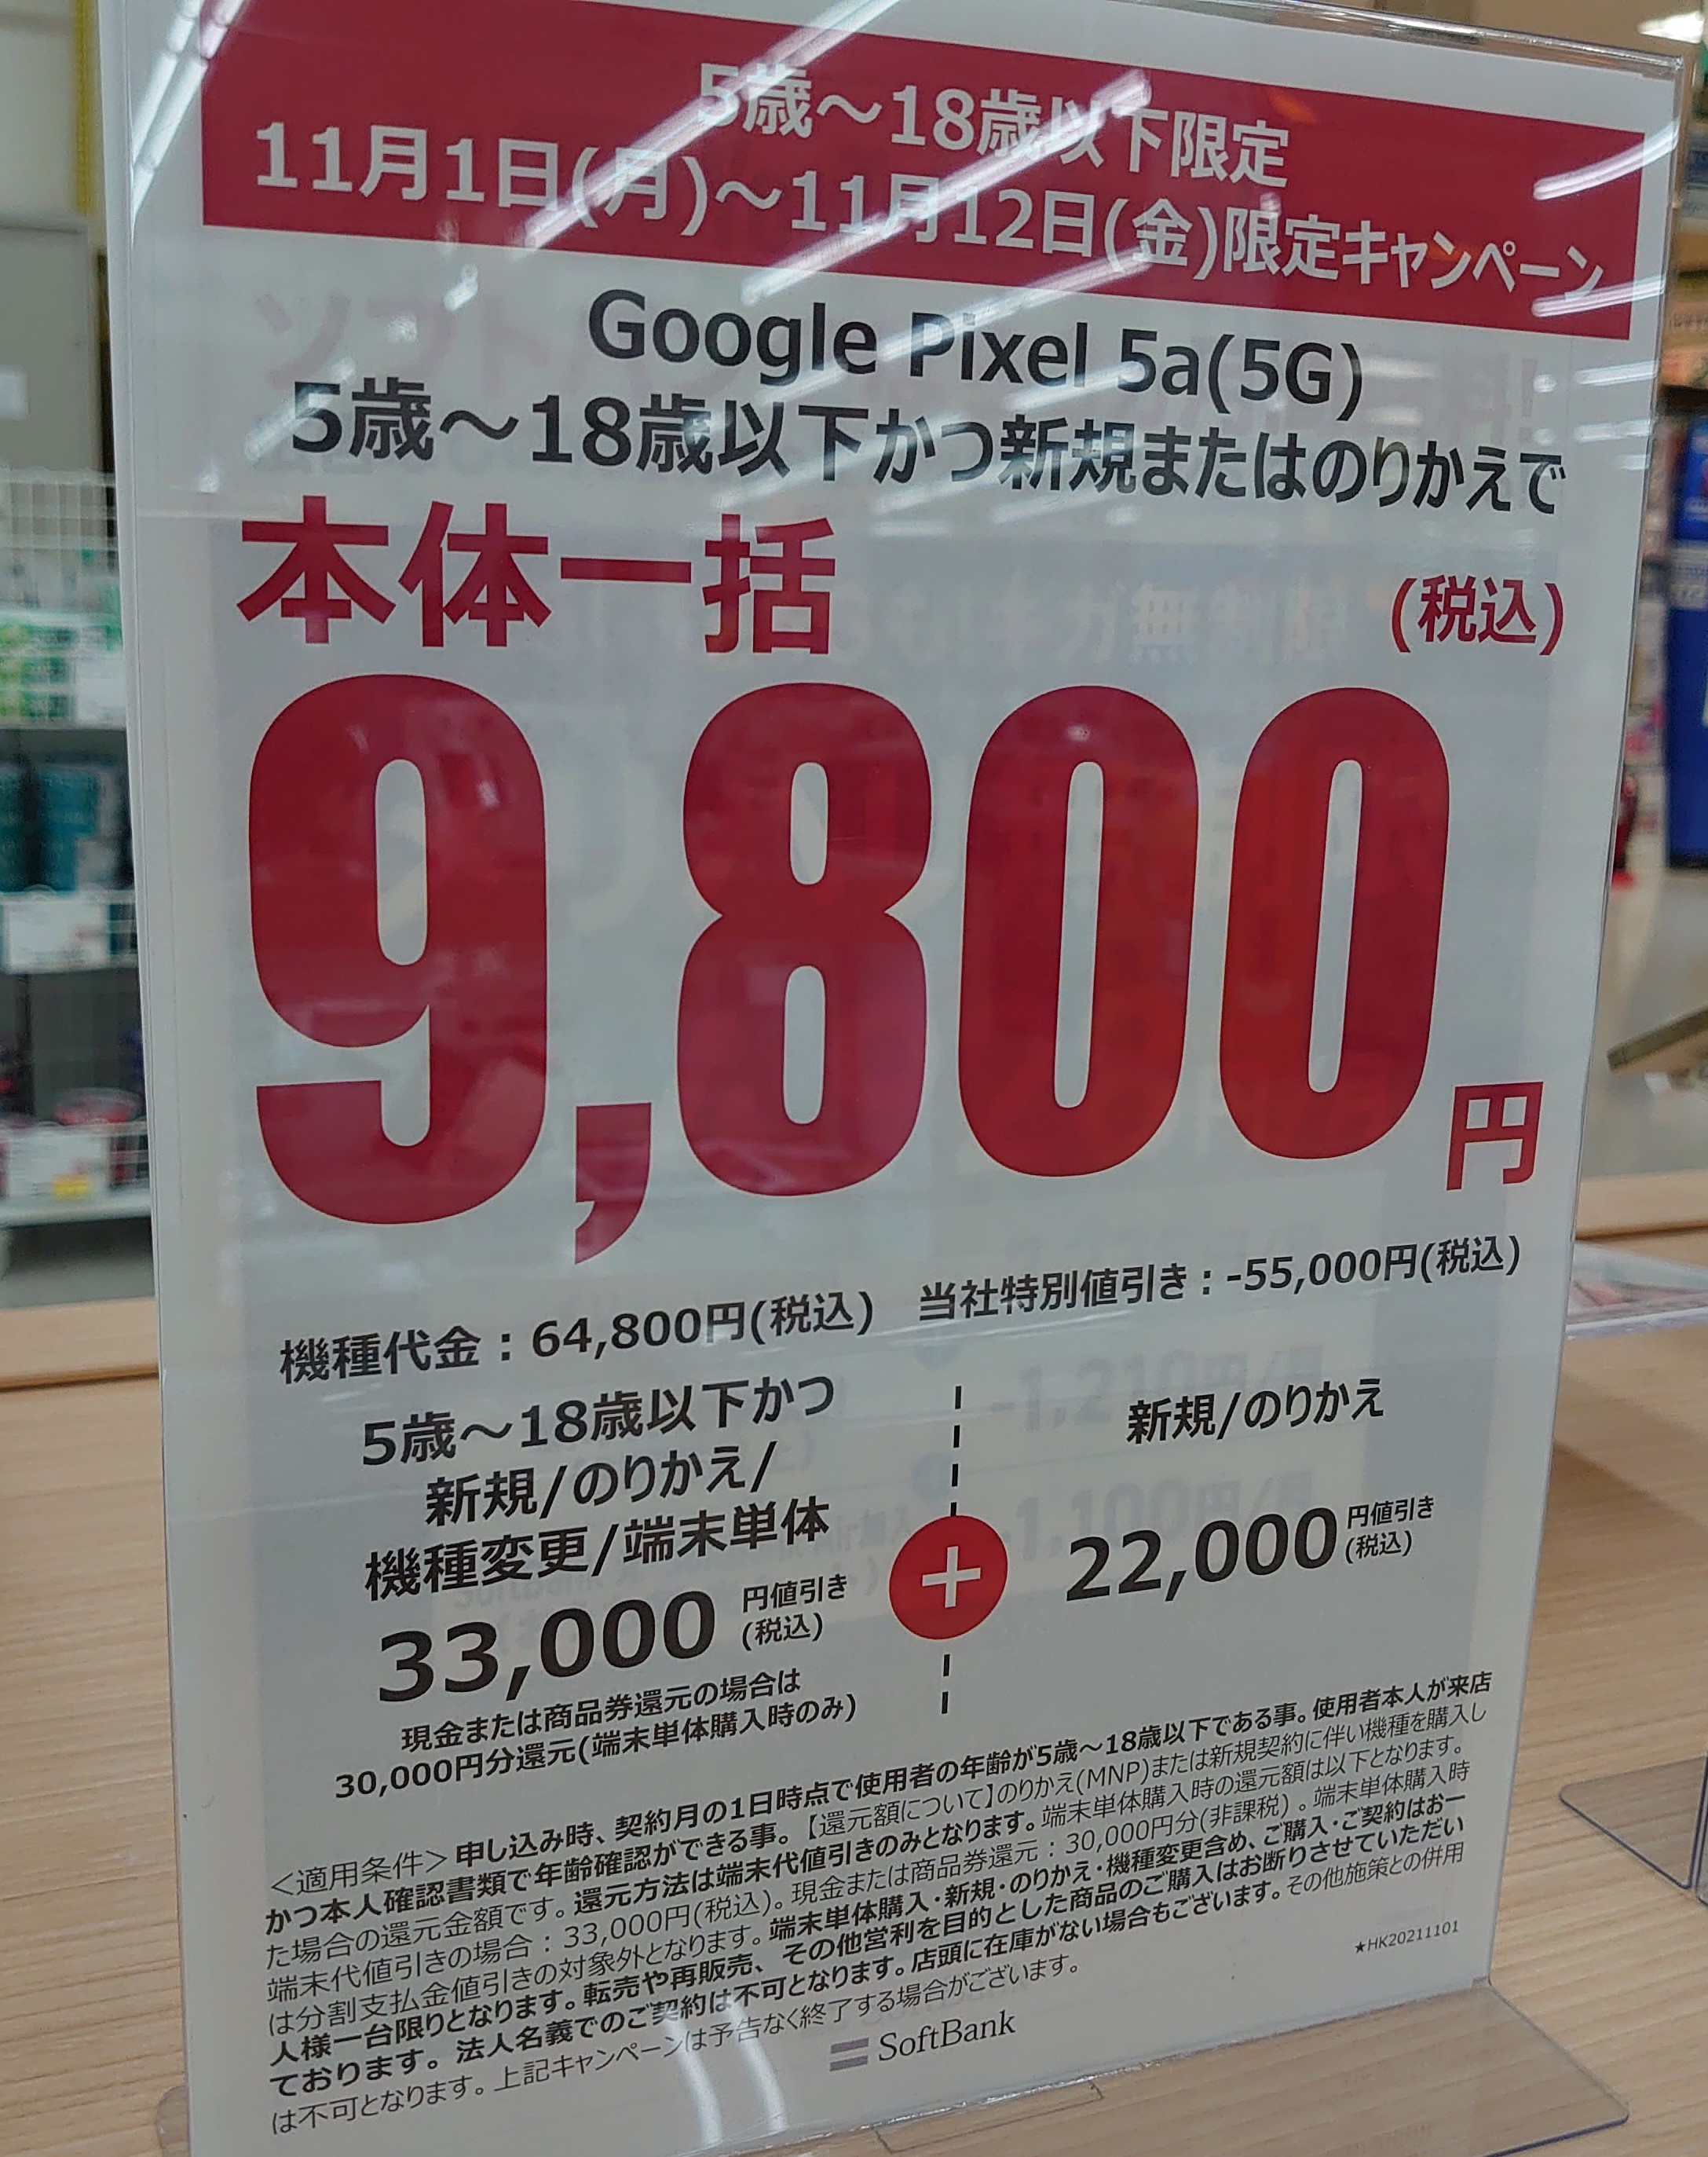 5歳～18歳以下限定
11月1日(月)～11月12日(金)限定キャンペーン
Google Pixel 5a(5G)
5歳～18歳以下かつ新規またはのりかえで
本体一括
(税込)
9,800円
機種代金：64,800円(税込) 当社特別値引き：-55,000円(税込)
5歳～18歳以下かつ
新規/のりかえ/
機種変更/端末単体
33,000円値引き
(税込)
現金または商品券還元の場合は
30,000円分還元(端末単体購入時のみ)
+
新規/のりかえ
22,000円値引き
(税込)
＜適用条件＞申し込み時、契約月の1日時点で使用者の年齢が5歳～18歳以下である事。使用者本人が来店
かつ本人確認書類で年齢確認ができる事。【還元額について】のりかえ(MNP)または新規契約に伴い機種を購入し
た場合の還元金額です。還元方法は端末代値引きのみとなります。端末単体購入時の還元額は以下となります。
端末代値引きの場合：33,000円(税込)。現金または商品券還元：30,000円分(非課税)。端末単体購入時
は分割支払金値引きの対象外となります。端末単体購入・新規・のりかえ・機種変更含め、ご購入・ご契約はお一
人様一台限りとなります。転売や再販売、その他営利を目的とした商品のご購入はお断りさせていただい
ております。法人名義でのご契約は不可となります。店頭に在庫がない場合もございます。その他施策との併用
は不可となります。上記キャンペーンは予告なく終了する場合がございます。
★HK20211101
SoftBank